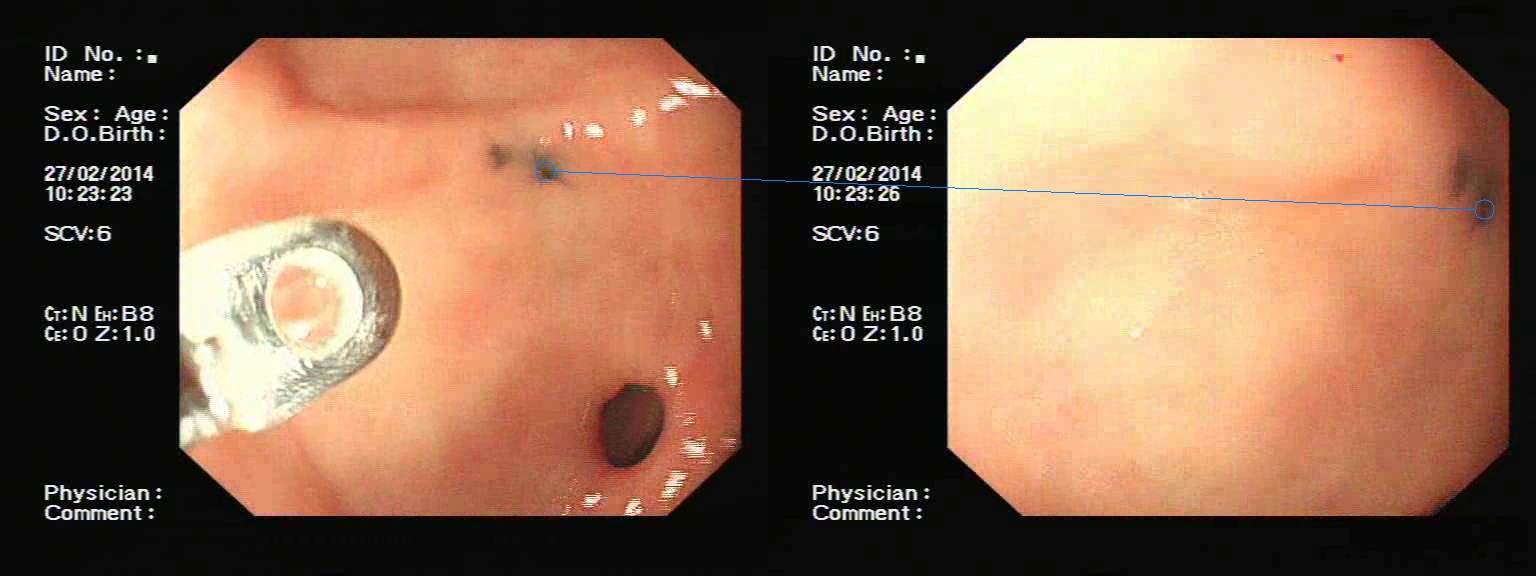 ID No. :
Name:
Sex: Age:
D.O.Birth:
27/02/2014
10:23:23
SCV:6
CT:N EH:B8
CE:0 Z:1.0
Physician:
Comment:
ID No. :
Name:
Sex: Age:
D.O.Birth:
27/02/2014
10:23:26
SCV:6
CT:N EH:B8
CE:0 Z:1.0
Physician:
Comment: